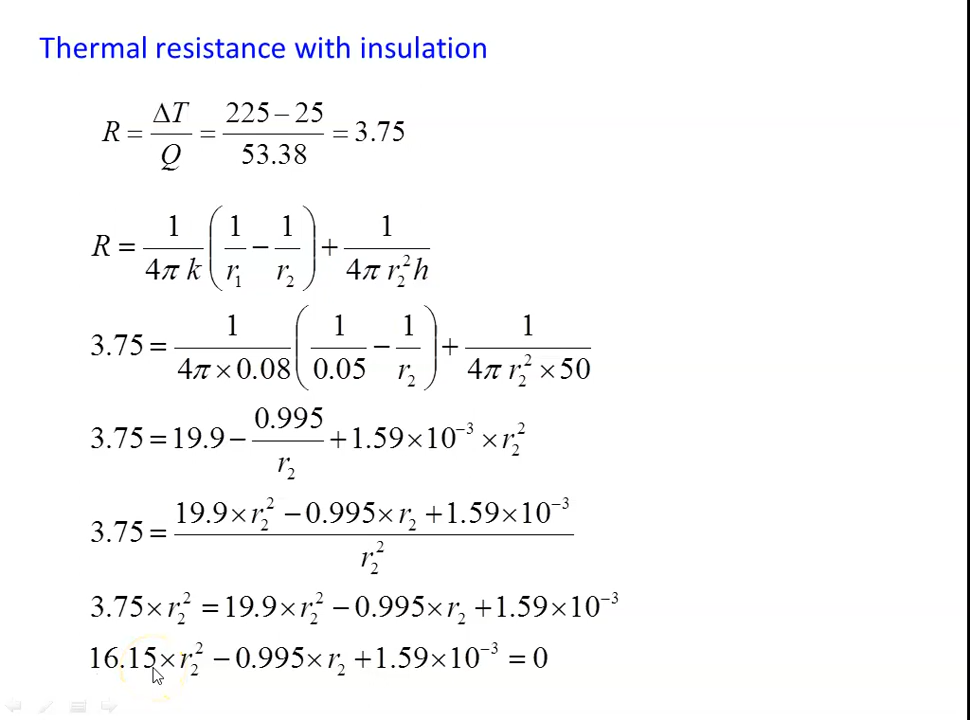 Thermal resistance with insulation
R = ΔT / Q = (225 − 25) / 53.38 = 3.75
R = 1 / (4π k) (1 / r₁ − 1 / r₂) + 1 / (4π r₂² h)
3.75 = 1 / (4π × 0.08) (1 / 0.05 − 1 / r₂) + 1 / (4π r₂² × 50)
3.75 = 19.9 − 0.995 / r₂ + 1.59 × 10⁻³ × r₂²
3.75 = (19.9 × r₂² − 0.995 × r₂ + 1.59 × 10⁻³) / r₂²
3.75 × r₂² = 19.9 × r₂² − 0.995 × r₂ + 1.59 × 10⁻³
16.15 × r₂² − 0.995 × r₂ + 1.59 × 10⁻³ = 0